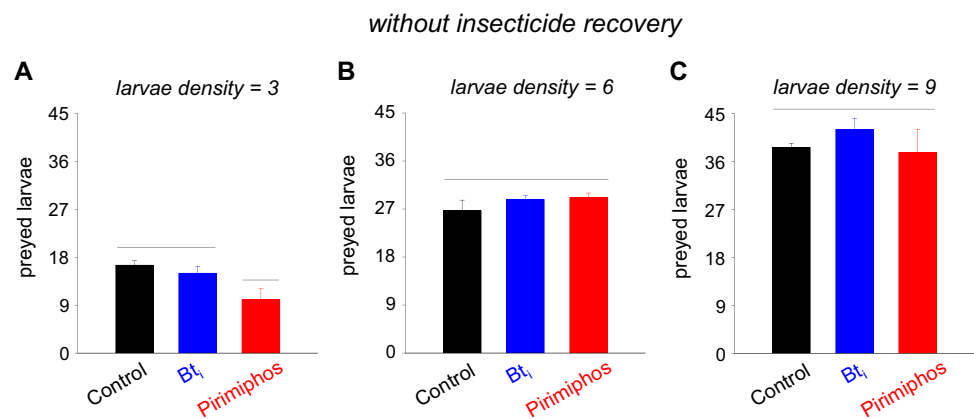 without insecticide recovery
A
larvae density = 3
preyed larvae
45
36
27
18
9
0
Control
Bti
Pirimiphos
B
larvae density = 6
preyed larvae
45
36
27
18
9
0
Control
Bti
Pirimiphos
C
larvae density = 9
preyed larvae
45
36
27
18
9
0
Control
Bti
Pirimiphos